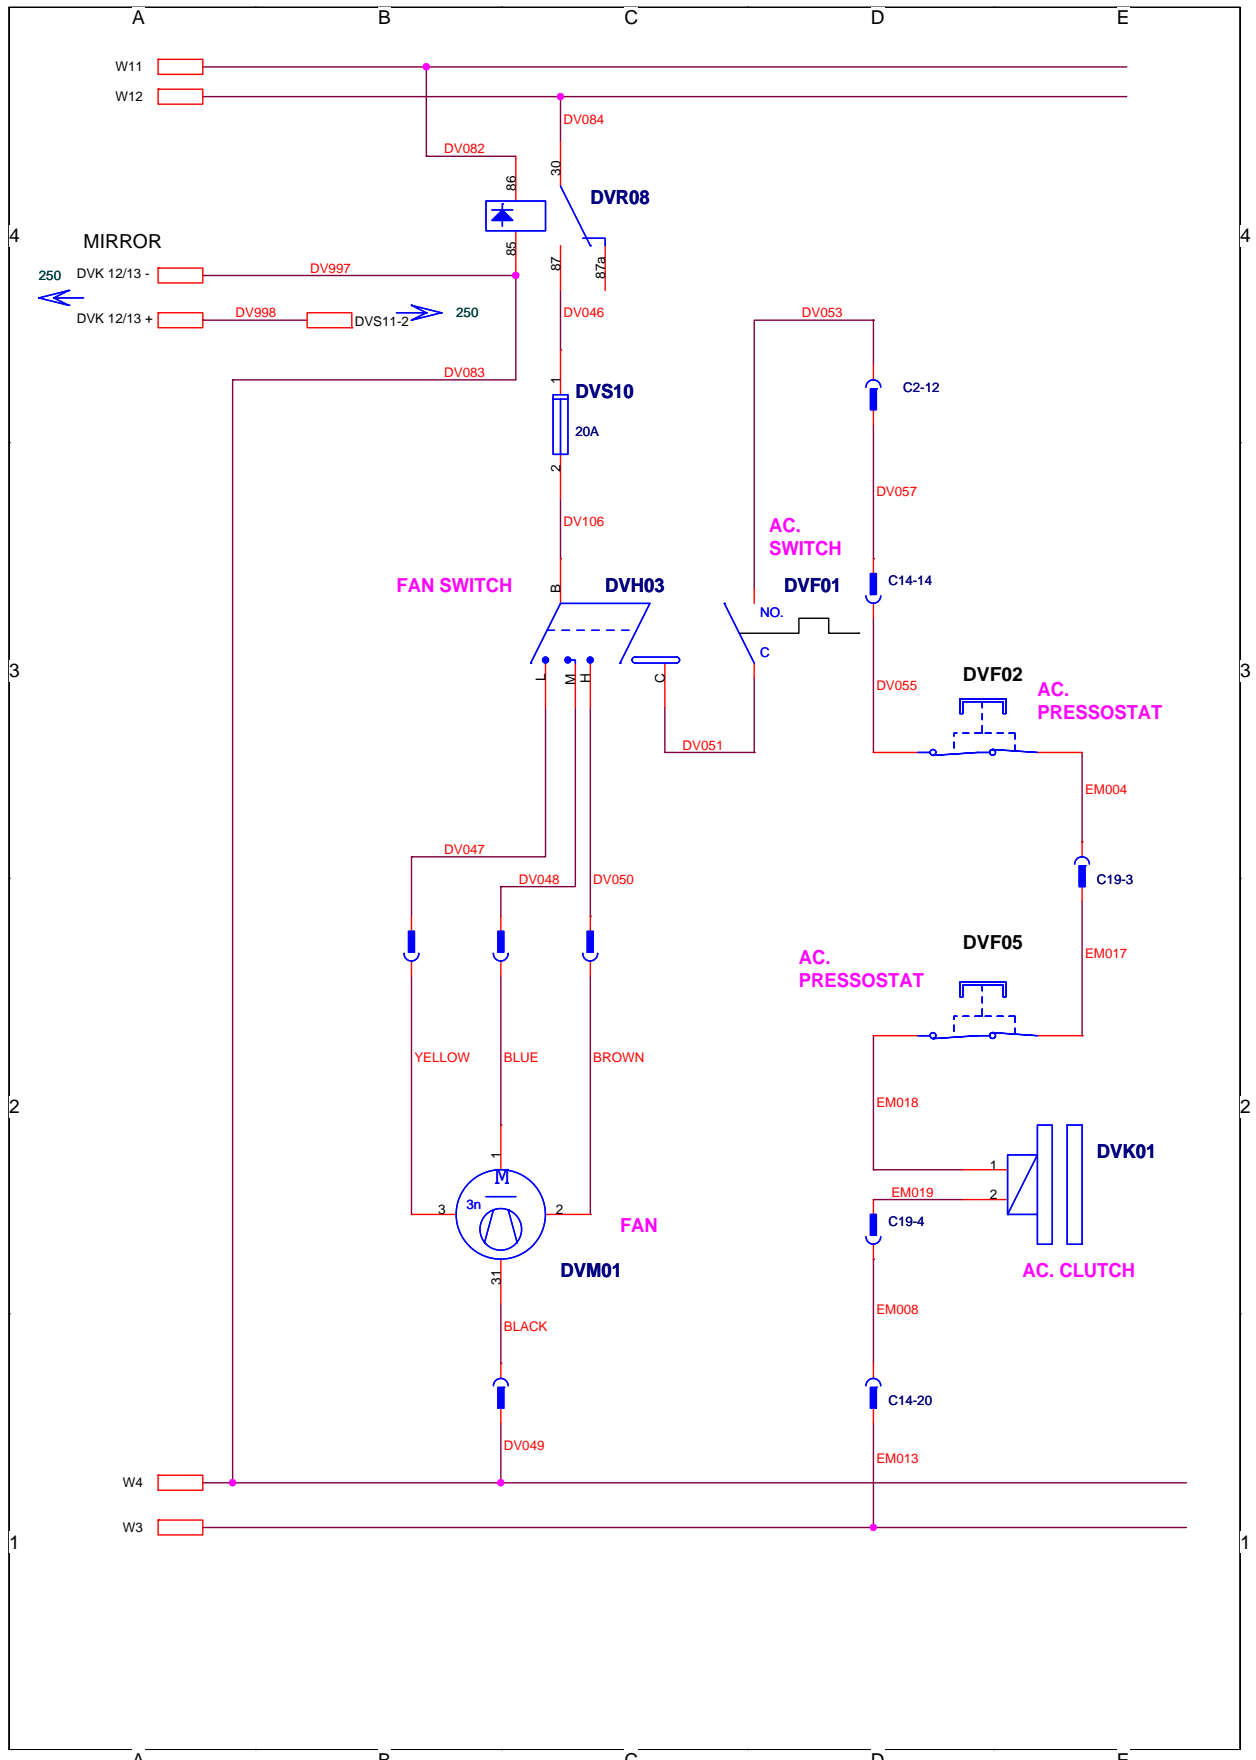 A B C D E
W11
W12
DV084
DV082
30
86
DVR08
4 4
MIRROR
85
87
87a
250 DVK 12/13 - DV997
DVK 12/13 + DV998 DVS11-2 250
DV046
DV053
DV083
1
DVS10
C2-12
20A
2
DV057
DV106
AC.
SWITCH
FAN SWITCH
B
DVH03
DVF01
C14-14
NO.
C
3 3
L
M
H
C
DV055
DVF02
AC.
PRESSOSTAT
DV051
EM004
DV047
DV048
DV050
C19-3
DVF05
AC.
PRESSOSTAT
EM017
YELLOW
BLUE
BROWN
EM018
2 2
1
M
3n
3
2
FAN
DVM01
31
DVK01
1
EM019
2
C19-4
AC. CLUTCH
EM008
BLACK
C14-20
DV049
EM013
W4
W3
1 1
A B C D E